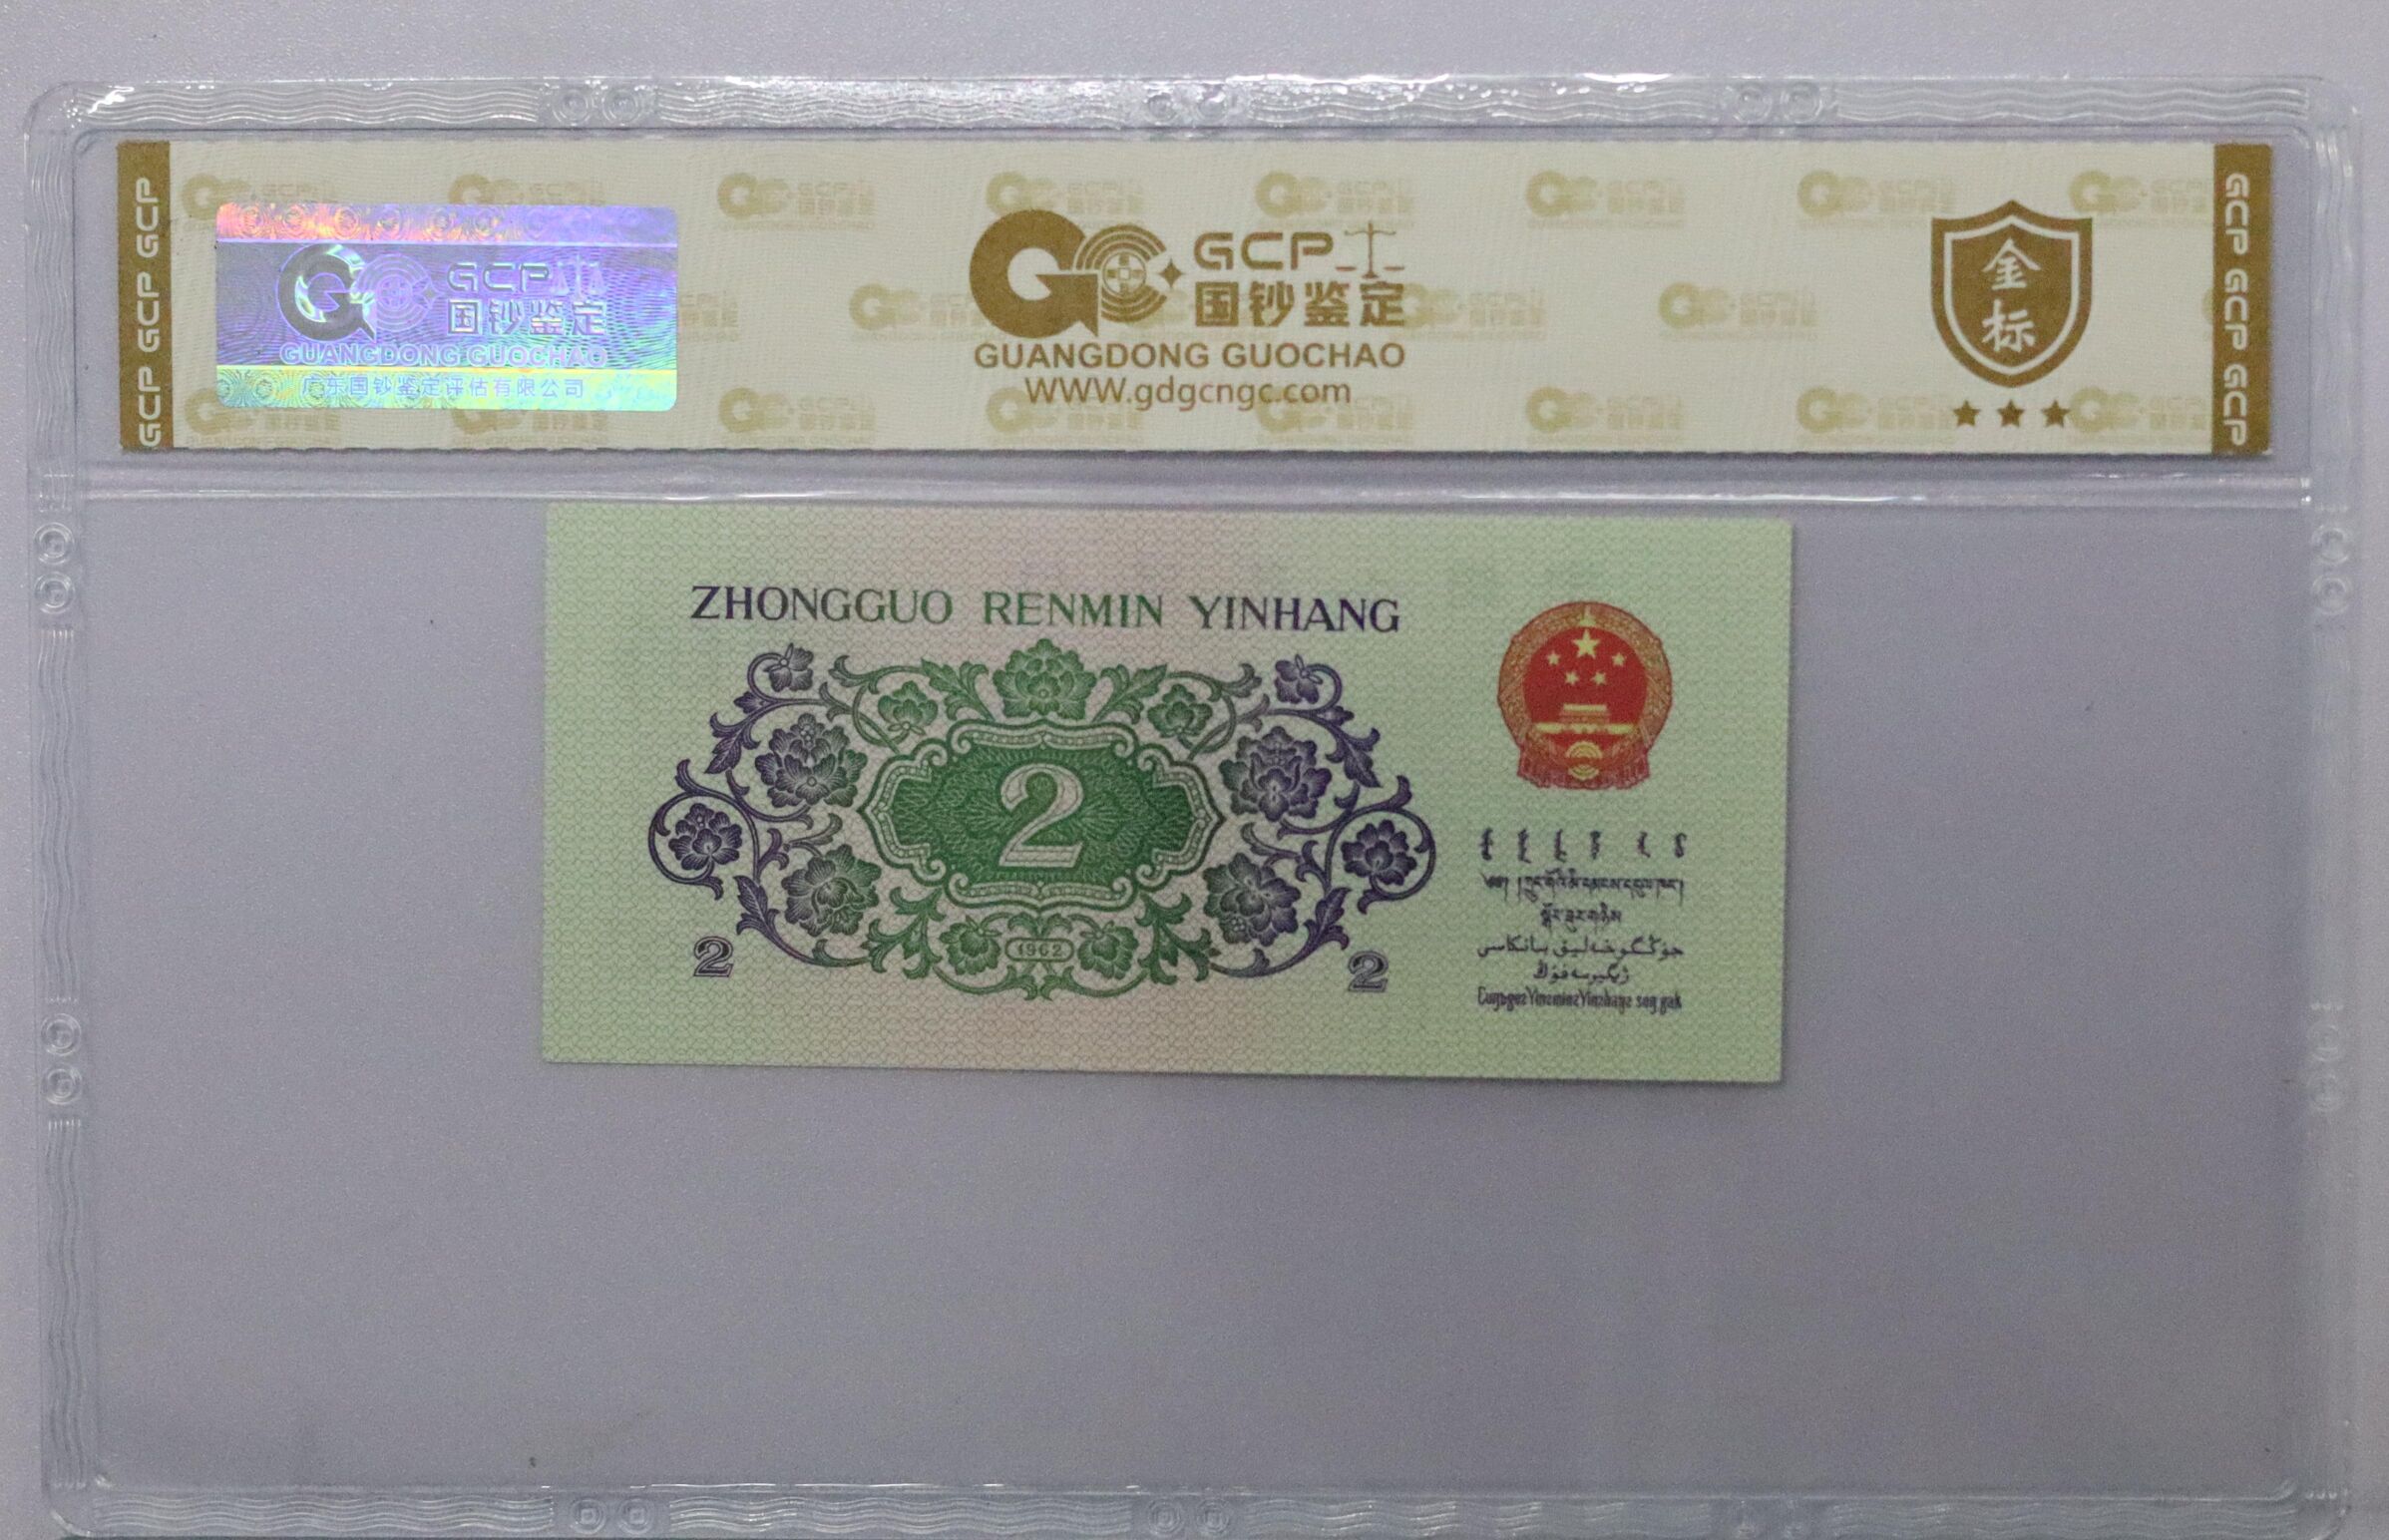 GCP GCP GCP
GCP
国钞鉴定
GUANGDONG GUOCHAO
广东国钞鉴定评估有限公司
GCP
国钞鉴定
GUANGDONG GUOCHAO
WWW.gdgcngc.com
金
标
GCP GCP GCP
ZHONGGUO RENMIN YINHANG
2
1962
2
2